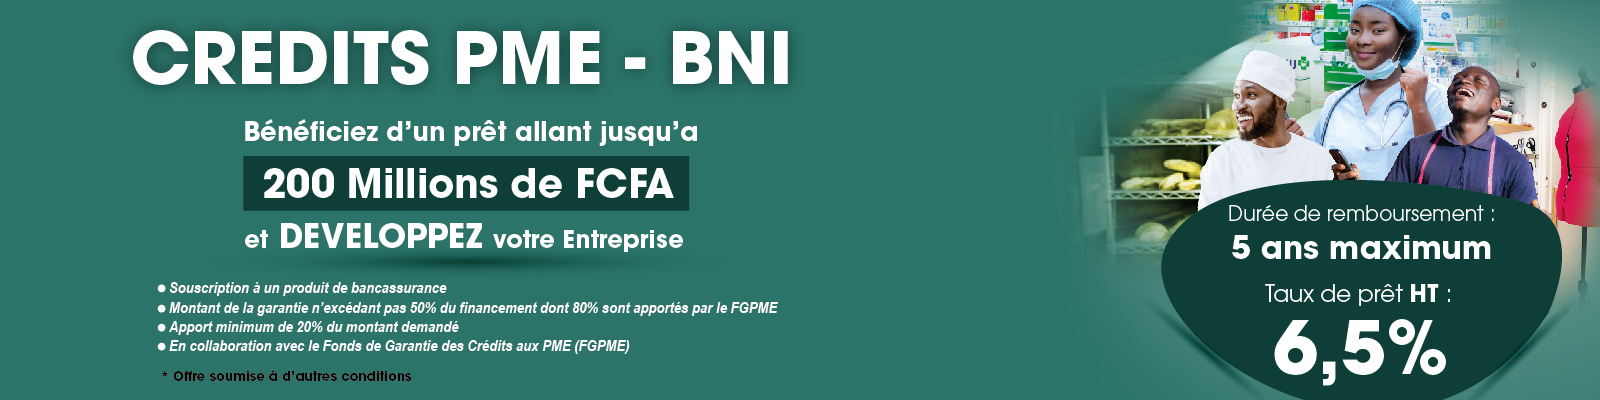 CREDITS PME - BNI
Bénéficiez d'un prêt allant jusqu'a
200 Millions de FCFA
et DEVELOPPEZ votre Entreprise
● Souscription à un produit de bancassurance
● Montant de la garantie n'excédant pas 50% du financement dont 80% sont apportés par le FGPME
● Apport minimum de 20% du montant demandé
● En collaboration avec le Fonds de Garantie des Crédits aux PME (FGPME)
* Offre soumise à d'autres conditions
Durée de remboursement :
5 ans maximum
Taux de prêt HT :
6,5%